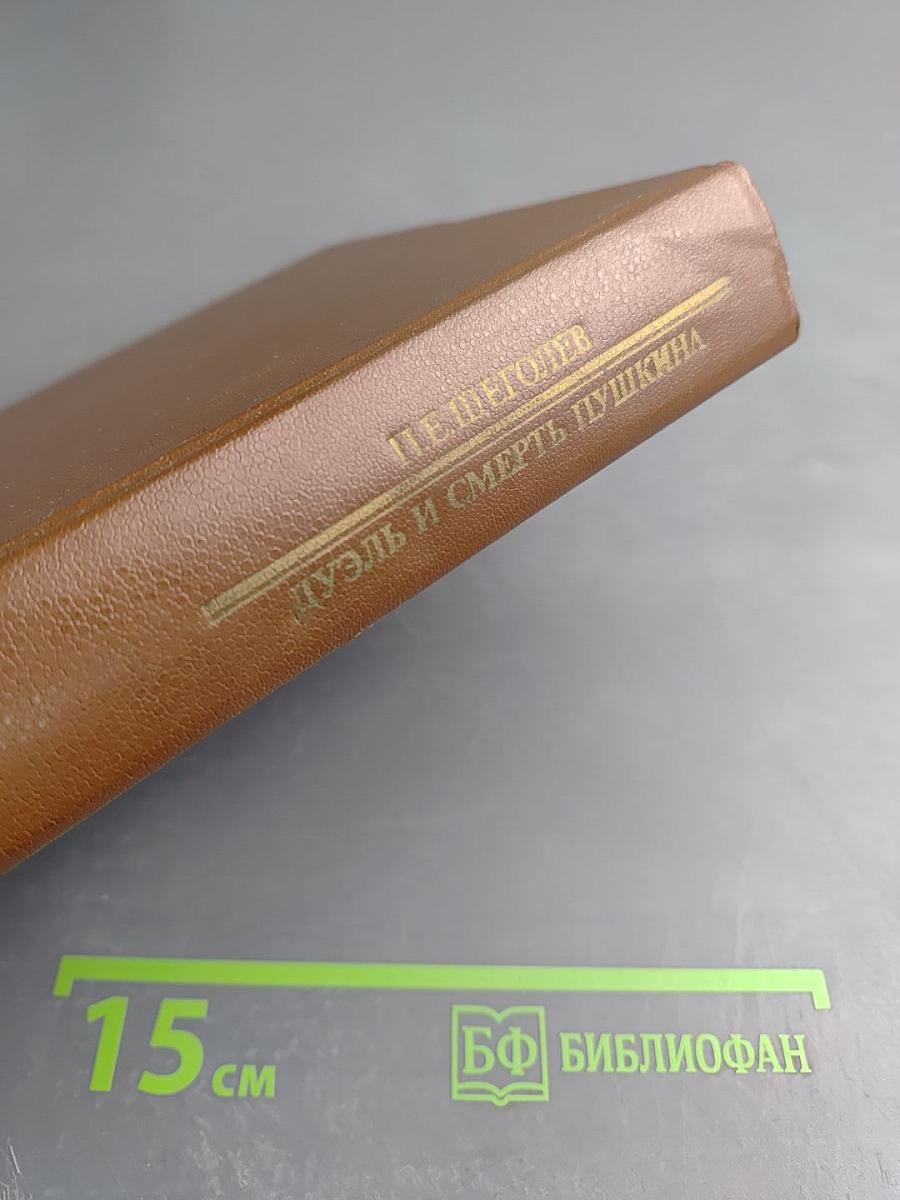 П.Е.ЩЕГОЛЕВ
ДУЭЛЬ И СМЕРТЬ ПУШКИНА
15 см
БФ БИБЛИОФАН